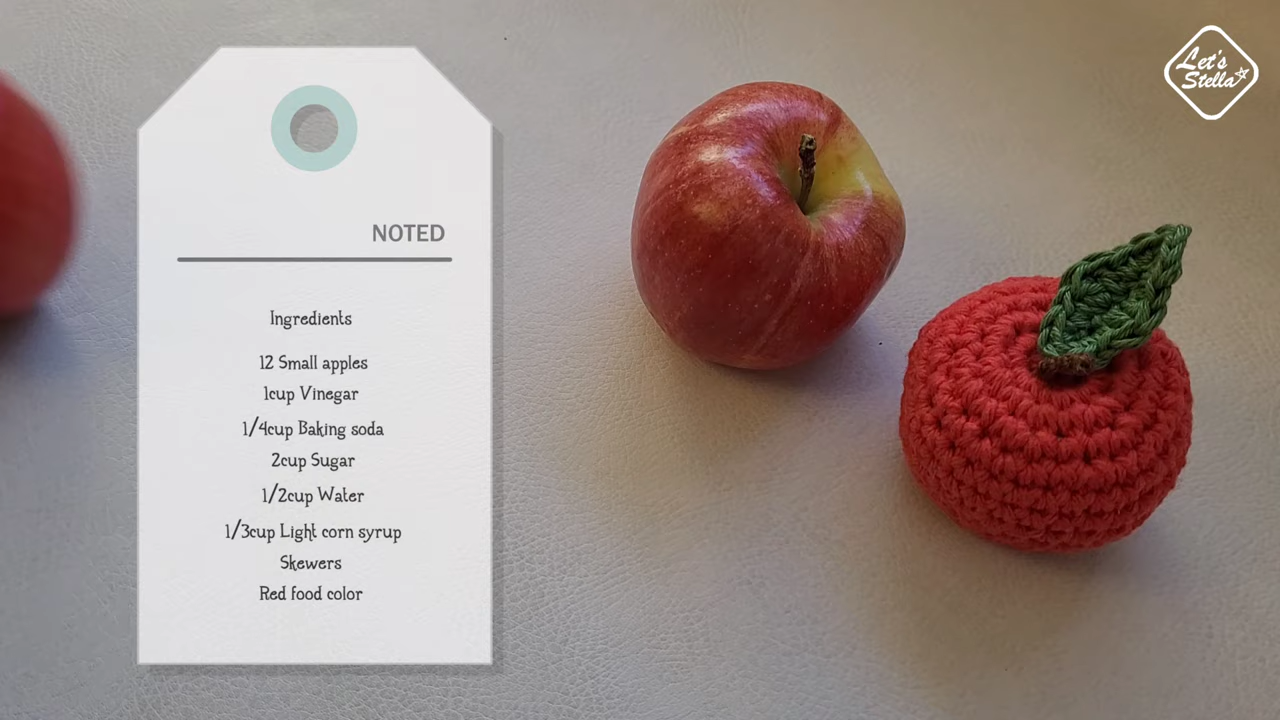 Let's
Stella
NOTED
Ingredients
12 Small apples
1cup Vinegar
1/4cup Baking soda
2cup Sugar
1/2cup Water
1/3cup Light corn syrup
Skewers
Red food color